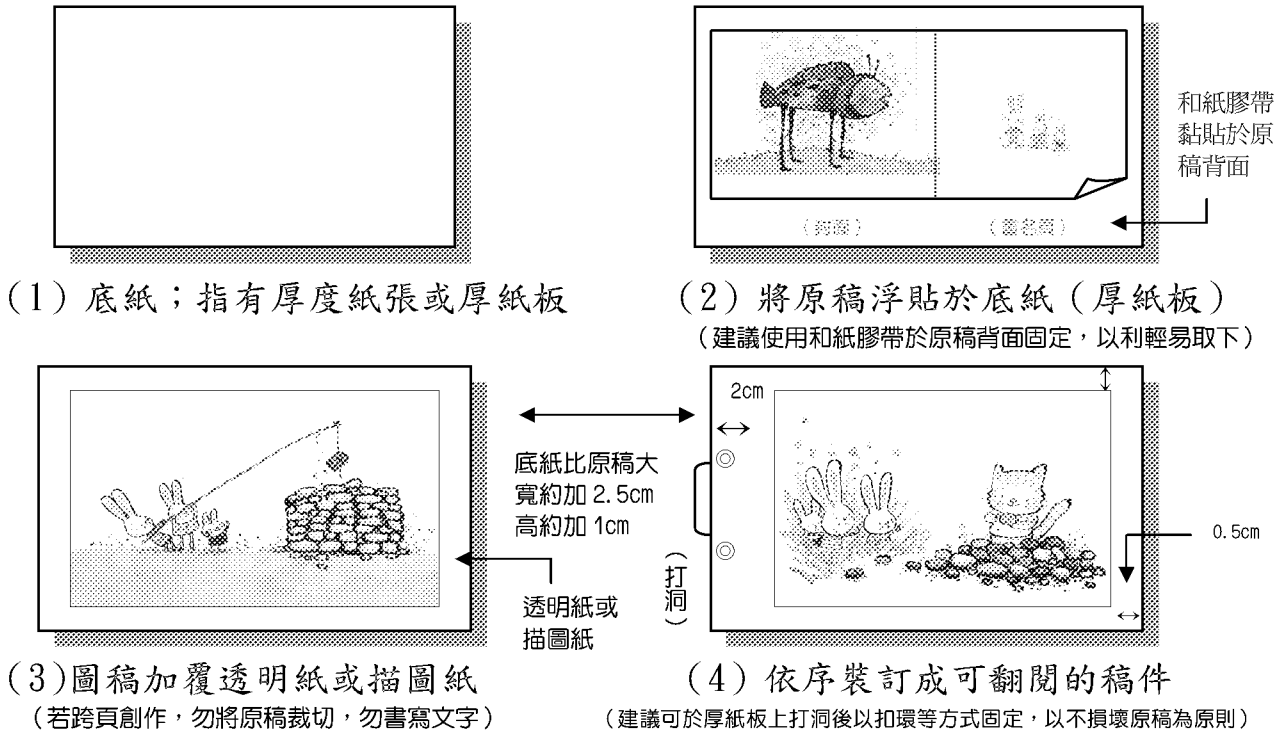 和紙膠帶
黏貼於原
稿背面
(封面)
(書名頁)
(1) 底紙；指有厚度紙張或厚紙板
(2) 將原稿浮貼於底紙(厚紙板)
(建議使用和紙膠帶於原稿背面固定，以利輕易取下)
底紙比原稿大
寬約加 2.5cm
高約加 1cm
透明紙或
描圖紙
2cm
(打洞)
0.5cm
(3)圖稿加覆透明紙或描圖紙
(若跨頁創作，勿將原稿裁切，勿書寫文字)
(4) 依序裝訂成可翻閱的稿件
(建議可於厚紙板上打洞後以扣環等方式固定，以不損壞原稿為原則)